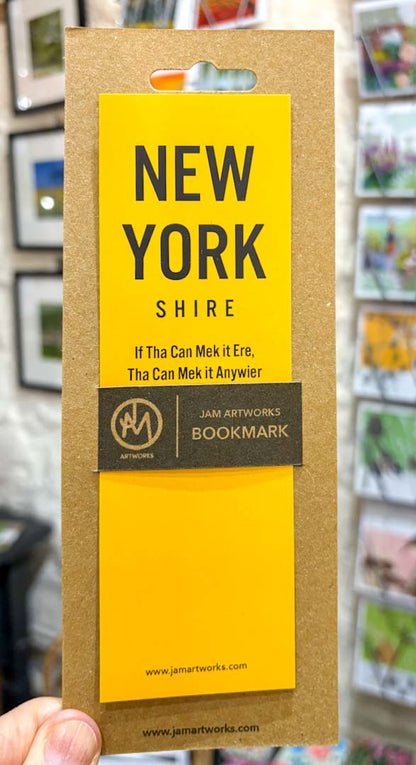 NEW
YORK
SHIRE
If Tha Can Mek it Ere,
Tha Can Mek it Anywier
JAM
ARTWORKS
JAM ARTWORKS
BOOKMARK
www.jamartworks.com
www.jamartworks.com